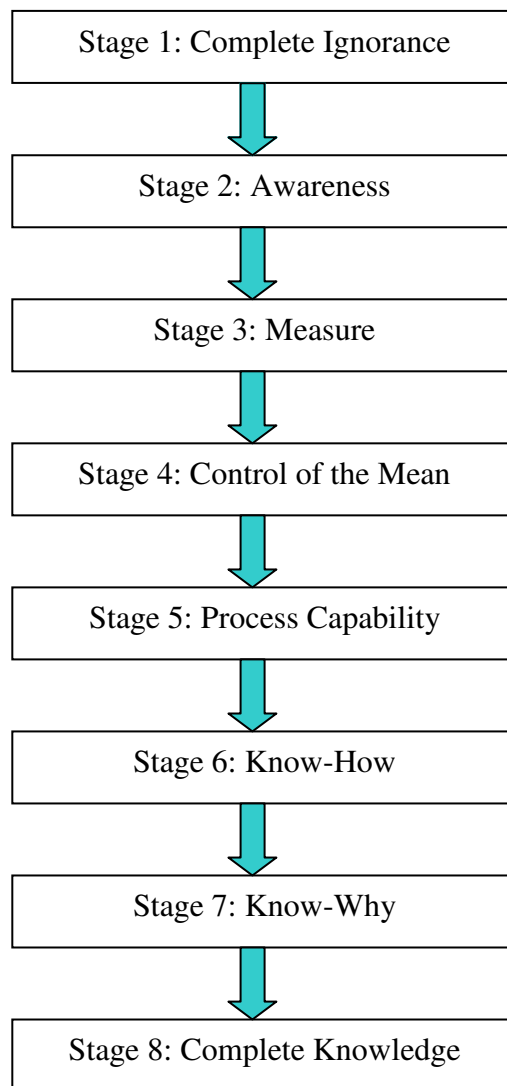 Stage 1: Complete Ignorance
Stage 2: Awareness
Stage 3: Measure
Stage 4: Control of the Mean
Stage 5: Process Capability
Stage 6: Know-How
Stage 7: Know-Why
Stage 8: Complete Knowledge